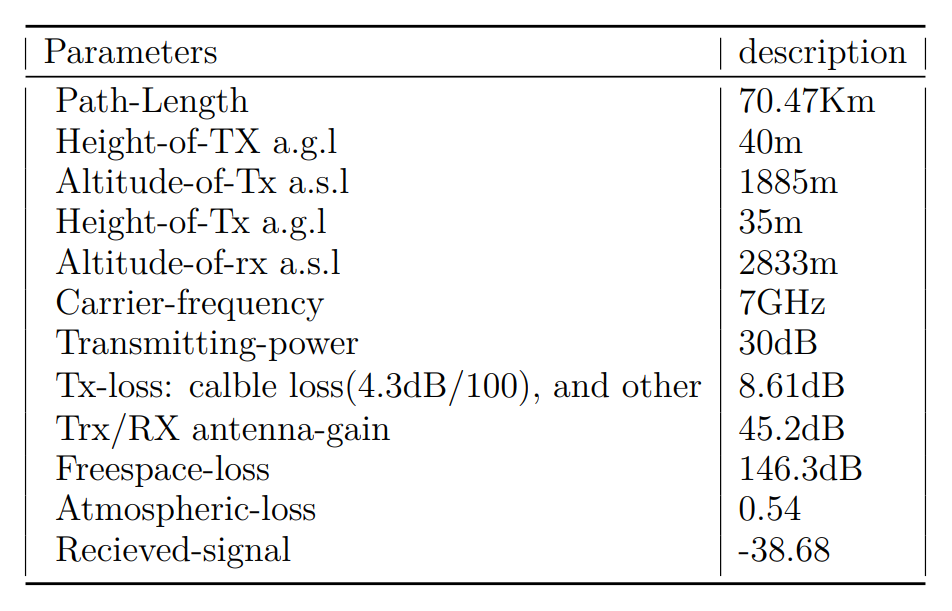 Parameters description
Path-Length 70.47Km
Height-of-TX a.g.l 40m
Altitude-of-Tx a.s.l 1885m
Height-of-Tx a.g.l 35m
Altitude-of-rx a.s.l 2833m
Carrier-frequency 7GHz
Transmitting-power 30dB
Tx-loss: calble loss(4.3dB/100), and other 8.61dB
Trx/RX antenna-gain 45.2dB
Freespace-loss 146.3dB
Atmospheric-loss 0.54
Recieved-signal -38.68